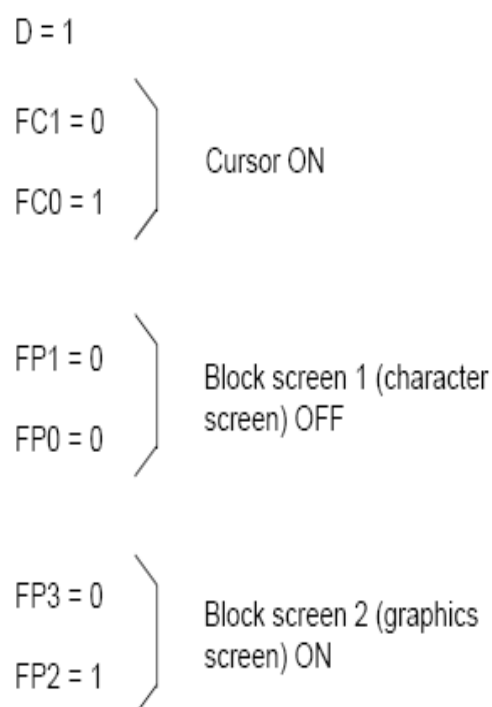 D = 1
FC1 = 0
Cursor ON
FC0 = 1
FP1 = 0
Block screen 1 (character
screen) OFF
FP0 = 0
FP3 = 0
Block screen 2 (graphics
screen) ON
FP2 = 1